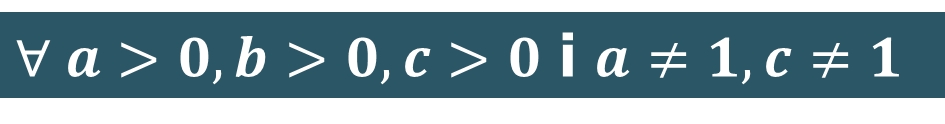 ∀ a > 0, b > 0, c > 0 i a ≠ 1, c ≠ 1